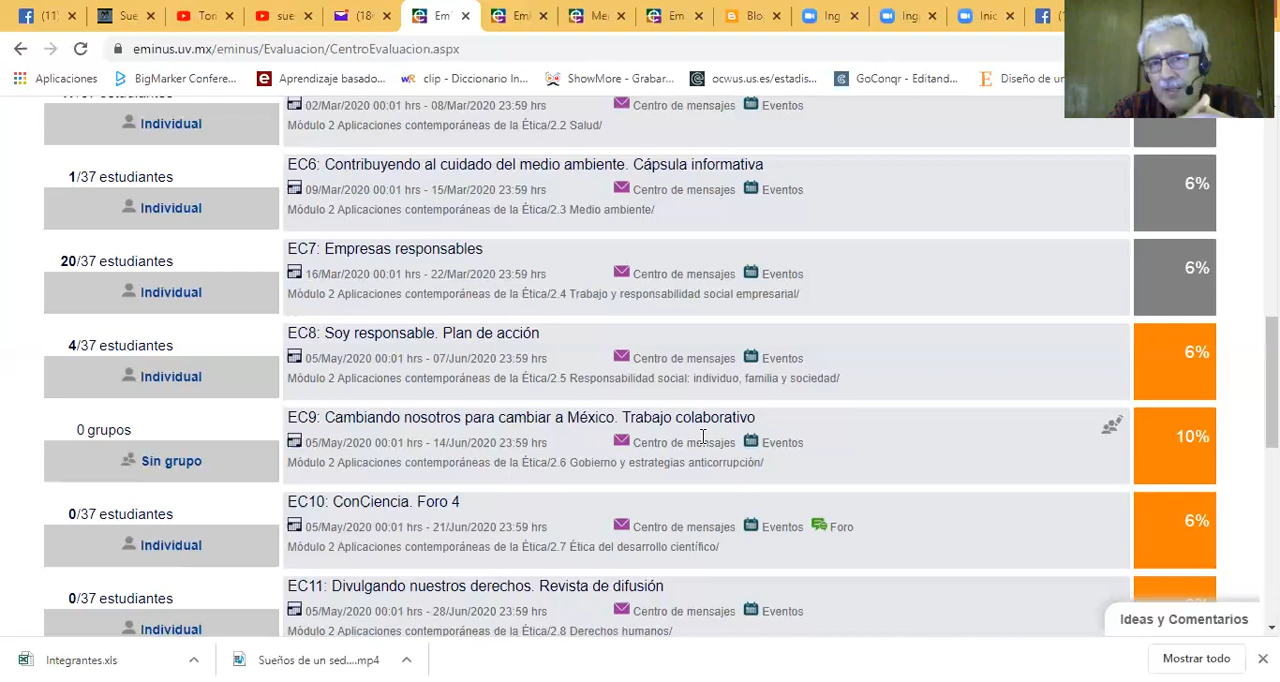 (11)
Sue
Tori
sue
(18
Em
Em
Me
Em
Blo
Ing
Ing
Inic
(1
eminus.uv.mx/eminus/Evaluacion/CentroEvaluacion.aspx
Aplicaciones
BigMarker Confere...
Aprendizaje basado...
clip - Diccionario In...
ShowMore - Grabar...
ocwus.us.es/estadis...
GoConqr - Editand...
Diseño de un
02/Mar/2020 00:01 hrs - 08/Mar/2020 23:59 hrs Centro de mensajes Eventos
Individual
Módulo 2 Aplicaciones contemporáneas de la Ética/2.2 Salud/
EC6: Contribuyendo al cuidado del medio ambiente. Cápsula informativa
1/37 estudiantes
6%
09/Mar/2020 00:01 hrs - 15/Mar/2020 23:59 hrs Centro de mensajes Eventos
Individual
Módulo 2 Aplicaciones contemporáneas de la Ética/2.3 Medio ambiente/
EC7: Empresas responsables
20/37 estudiantes
6%
16/Mar/2020 00:01 hrs - 22/Mar/2020 23:59 hrs Centro de mensajes Eventos
Individual
Módulo 2 Aplicaciones contemporáneas de la Ética/2.4 Trabajo y responsabilidad social empresarial/
EC8: Soy responsable. Plan de acción
4/37 estudiantes
6%
05/May/2020 00:01 hrs - 07/Jun/2020 23:59 hrs Centro de mensajes Eventos
Individual
Módulo 2 Aplicaciones contemporáneas de la Ética/2.5 Responsabilidad social: individuo, familia y sociedad/
EC9: Cambiando nosotros para cambiar a México. Trabajo colaborativo
0 grupos
10%
05/May/2020 00:01 hrs - 14/Jun/2020 23:59 hrs Centro de mensajes Eventos
Sin grupo
Módulo 2 Aplicaciones contemporáneas de la Ética/2.6 Gobierno y estrategias anticorrupción/
EC10: ConCiencia. Foro 4
0/37 estudiantes
6%
05/May/2020 00:01 hrs - 21/Jun/2020 23:59 hrs Centro de mensajes Eventos Foro
Individual
Módulo 2 Aplicaciones contemporáneas de la Ética/2.7 Ética del desarrollo científico/
EC11: Divulgando nuestros derechos. Revista de difusión
0/37 estudiantes
05/May/2020 00:01 hrs - 28/Jun/2020 23:59 hrs Centro de mensajes Eventos
Individual
Módulo 2 Aplicaciones contemporáneas de la Ética/2.8 Derechos humanos/
Ideas y Comentarios
Integrantes.xls
Sueños de un sed....mp4
Mostrar todo